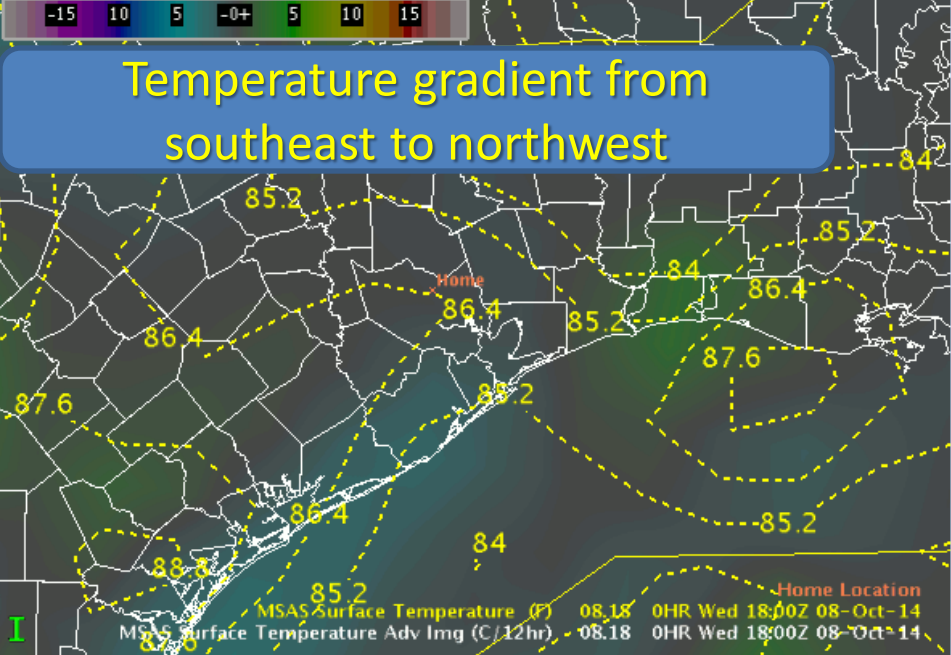 -15 10 5 -0+ 5 10 15
Temperature gradient from
southeast to northwest
84
85.2
85.2
84
Home
86.4
86.4
85.2
86.4
87.6
85.2
87.6
86.4
85.2
84
88.8
85.2
Home Location
MSAS Surface Temperature (F) 08.18 0HR Wed 18:00Z 08-Oct-14
I
MSAS Surface Temperature Adv Img (C/12hr) 08.18 0HR Wed 18:00Z 08-Oct-14